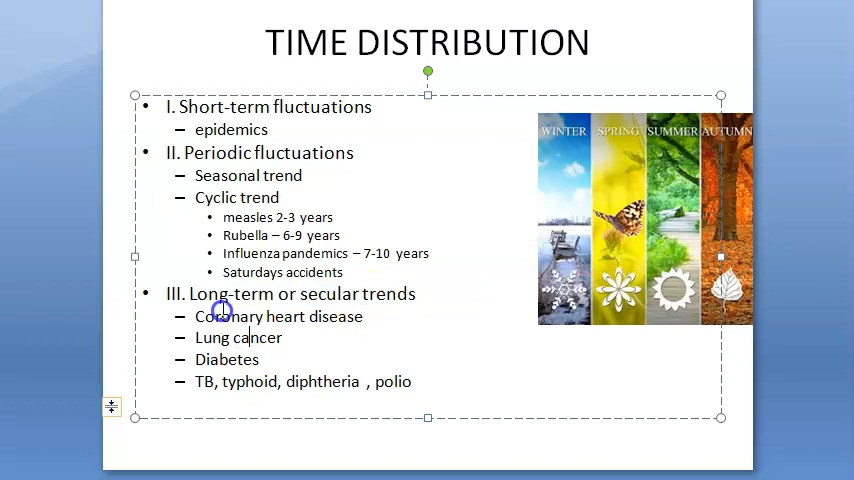 TIME DISTRIBUTION
• I. Short-term fluctuations
– epidemics
• II. Periodic fluctuations
– Seasonal trend
– Cyclic trend
• measles 2-3 years
• Rubella – 6-9 years
• Influenza pandemics – 7-10 years
• Saturdays accidents
• III. Long-term or secular trends
– Coronary heart disease
– Lung cancer
– Diabetes
– TB, typhoid, diphtheria , polio
WINTER SPRING SUMMER AUTUMN